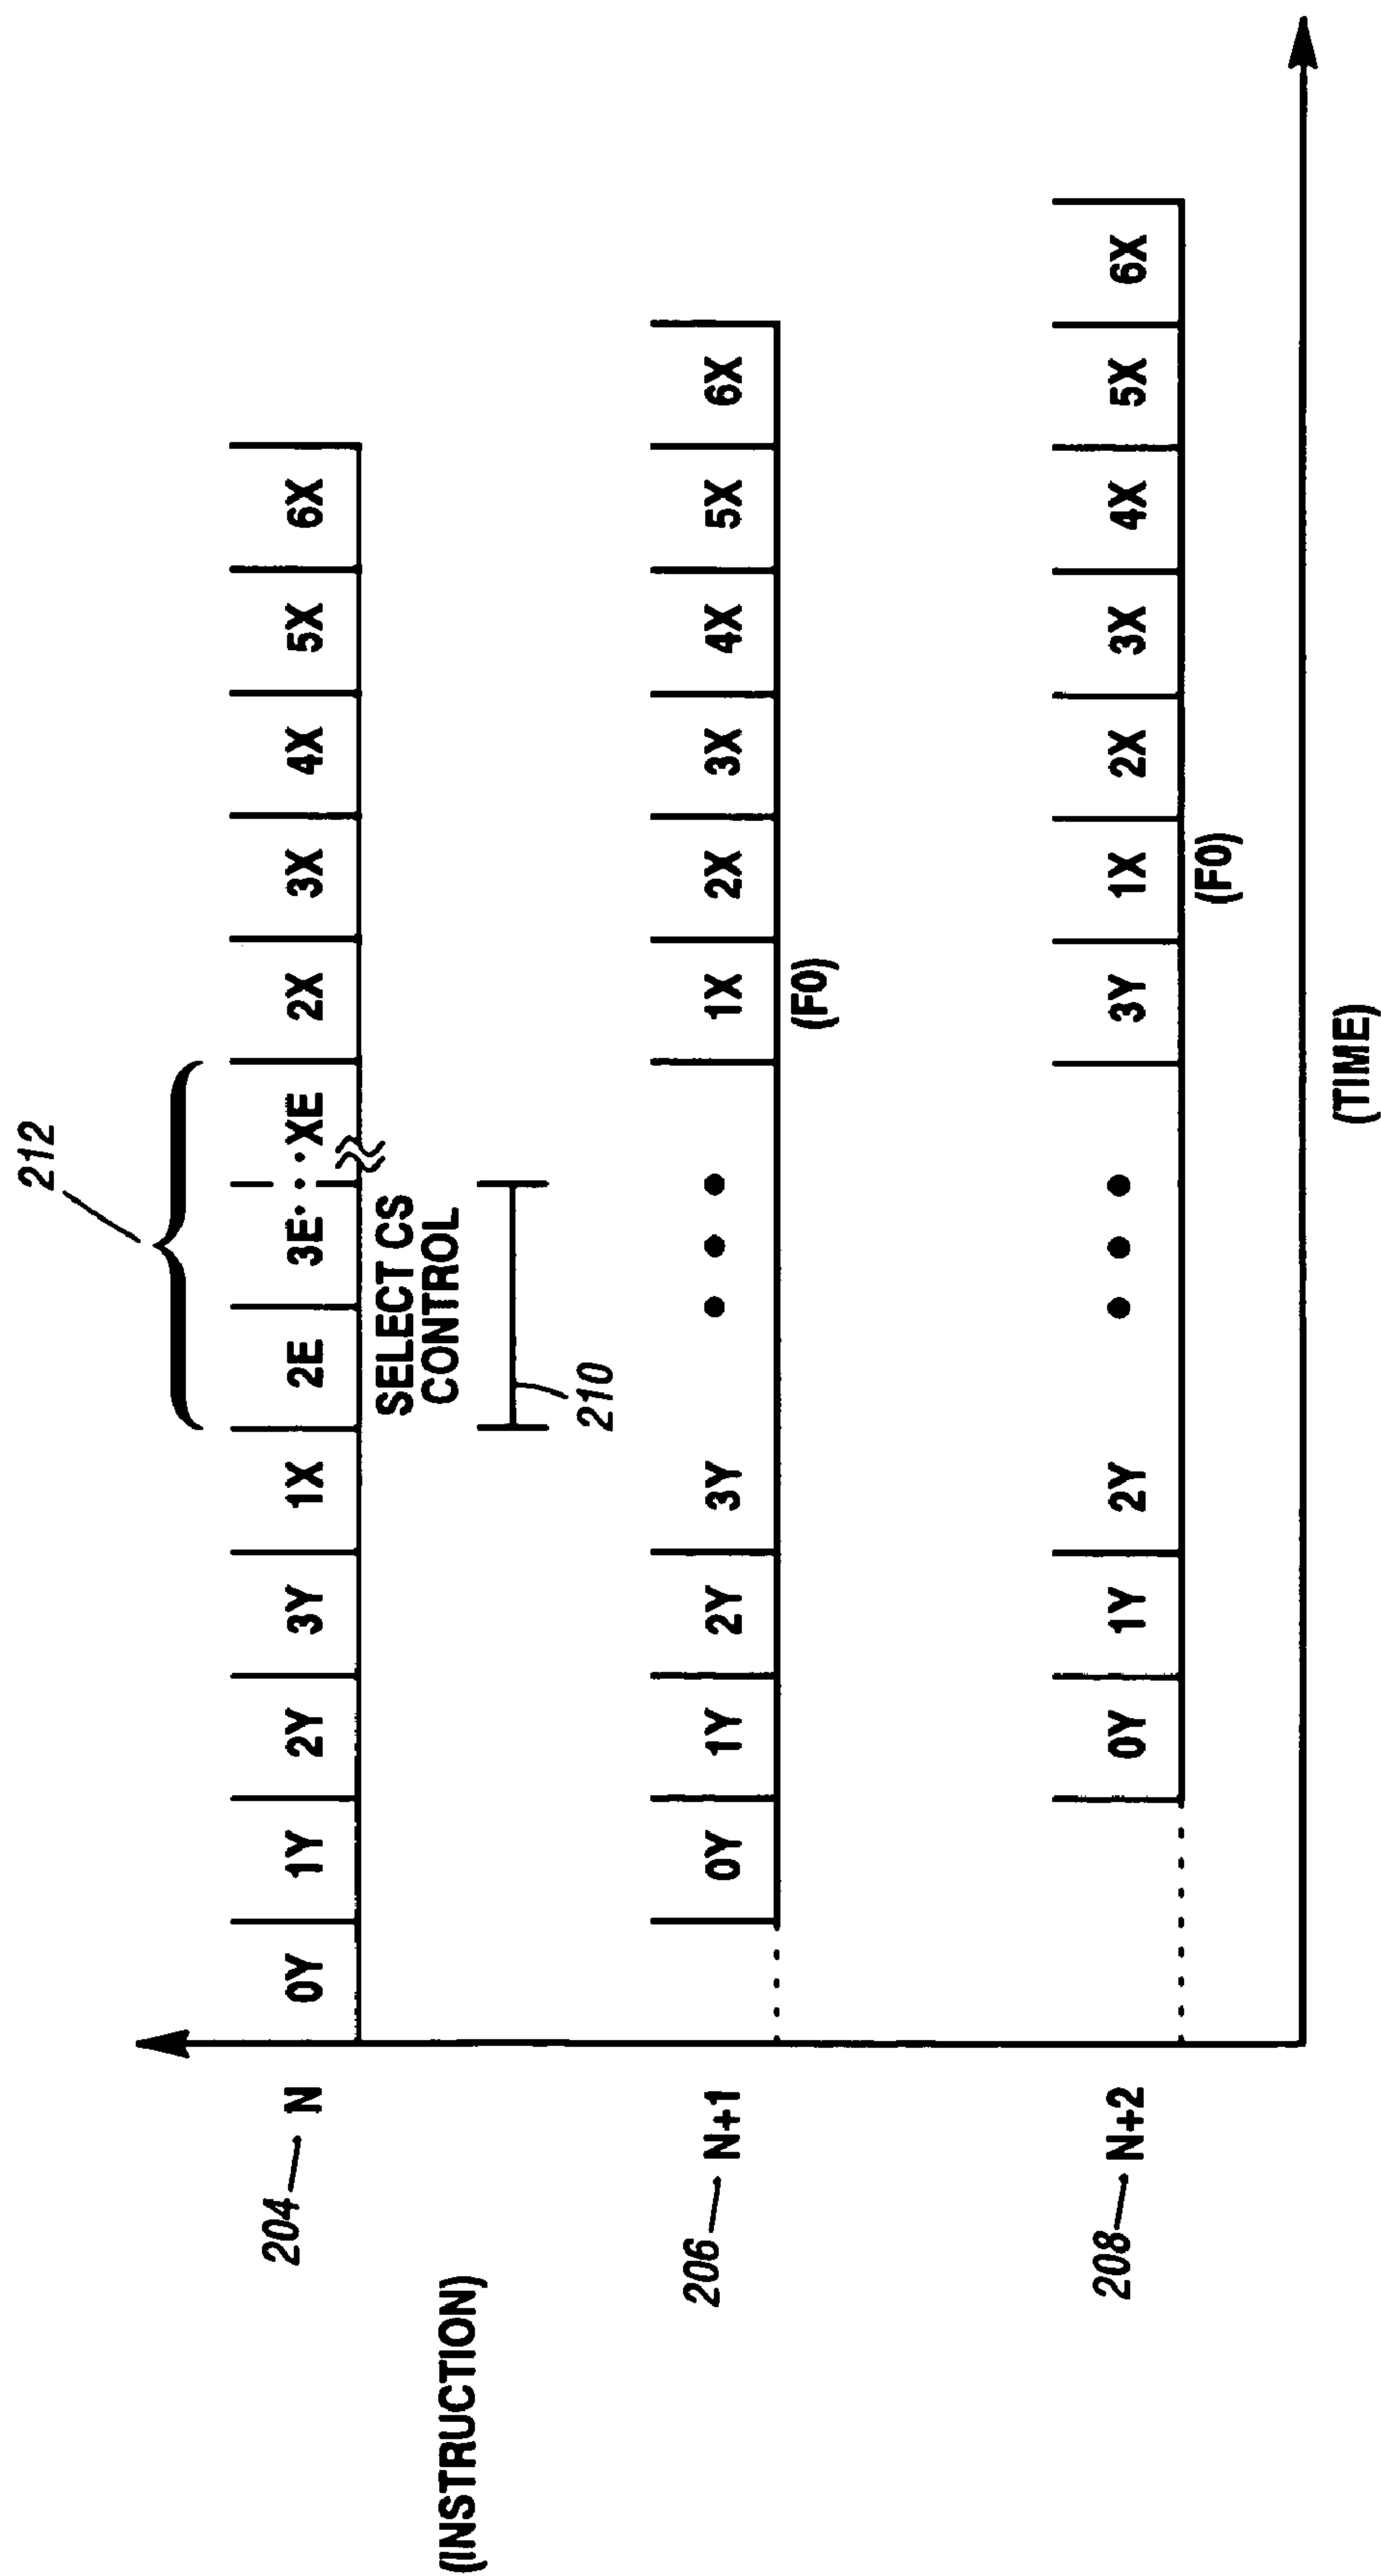 212
204 N 0Y 1Y 2Y 3Y 1X 2E 3E···XE 2X 3X 4X 5X 6X
SELECT CS
CONTROL
(INSTRUCTION)
210
206 N+1 0Y 1Y 2Y 3Y • • • 1X 2X 3X 4X 5X 6X
(F0)
208 N+2 0Y 1Y 2Y • • • 3Y 1X 2X 3X 4X 5X 6X
(F0)
(TIME)